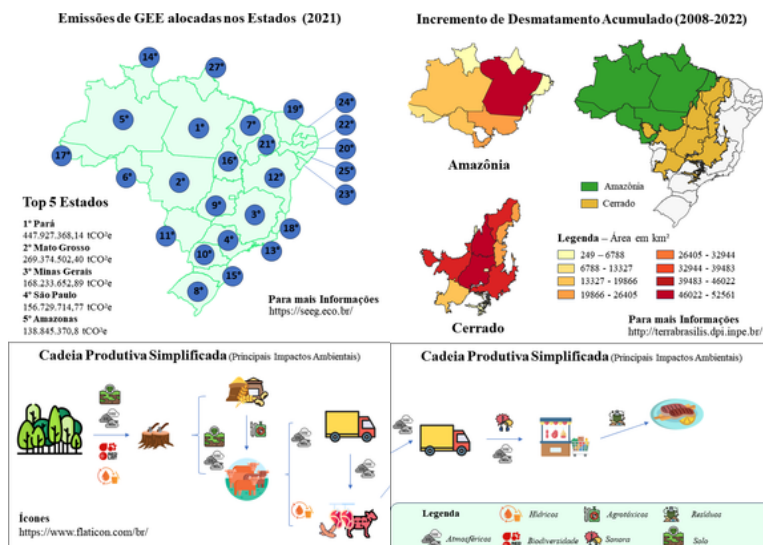 Emissões de GEE alocadas nos Estados (2021)
14°
27°
5°
1°
7°
19°
24°
22°
21°
20°
17°
16°
25°
6°
2°
12°
23°
9°
3°
11°
18°
4°
10°
13°
15°
8°
Top 5 Estados
1° Pará
447.927.368,14 tCO²e
2° Mato Grosso
269.374.502,40 tCO²e
3° Minas Gerais
168.233.652,89 tCO²e
4° São Paulo
156.729.714,77 tCO²e
5° Amazonas
138.845.370,8 tCO²e
Para mais Informações
https://seeg.eco.br/
Incremento de Desmatamento Acumulado (2008-2022)
Amazônia
Cerrado
Amazônia
Cerrado
Legenda – Área em km²
249 – 6788
6788 - 13327
13327 - 19866
19866 - 26405
26405 - 32944
32944 - 39483
39483 - 46022
46022 - 52561
Para mais Informações
http://terrabrasilis.dpi.inpe.br/
Cadeia Produtiva Simplificada (Principais Impactos Ambientais)
Ícones
https://www.flaticon.com/br/
Cadeia Produtiva Simplificada (Principais Impactos Ambientais)
Legenda
Hídricos
Agrotóxicos
Resíduos
Atmosféricos
Biodiversidade
Sonora
Solo